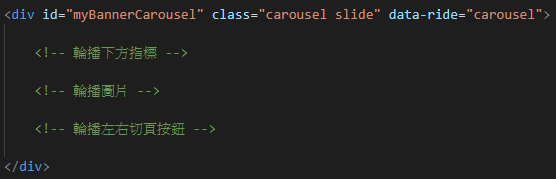 <div id="myBannerCarousel" class="carousel slide" data-ride="carousel">
<!-- 輪播下方指標 -->
<!-- 輪播圖片 -->
<!-- 輪播左右切頁按鈕 -->
</div>